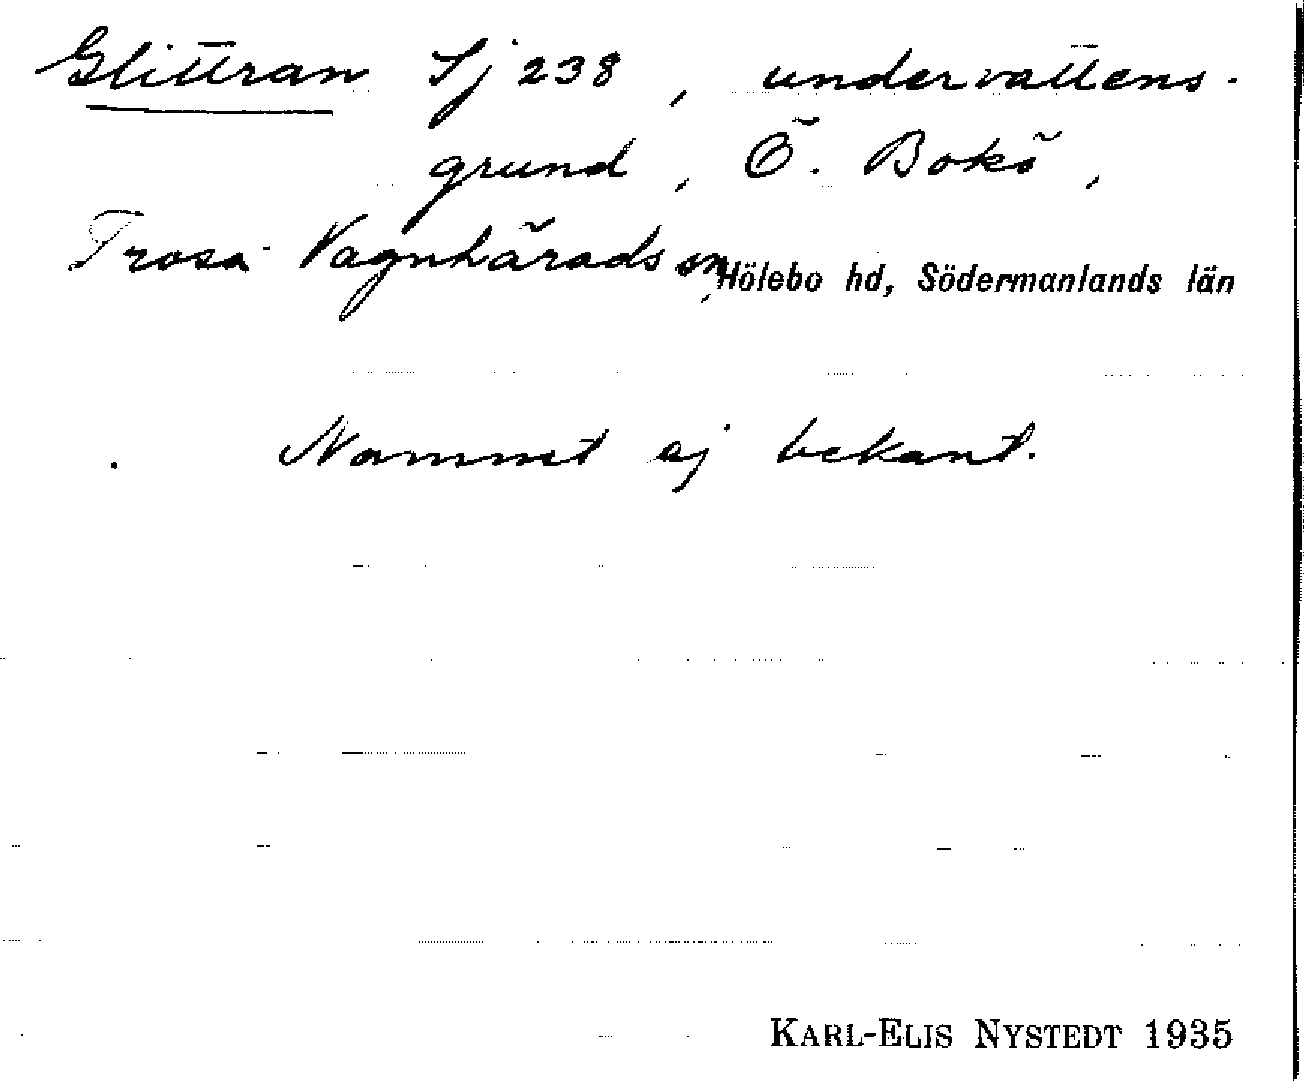 Glittran Sj 238, undervattens-
grund, Ö. Bokö,
Trosa-Vagnhärads sn, Hölebo hd, Södermanlands län
Namnet ej bekant.
KARL-ELIS NYSTEDT 1935